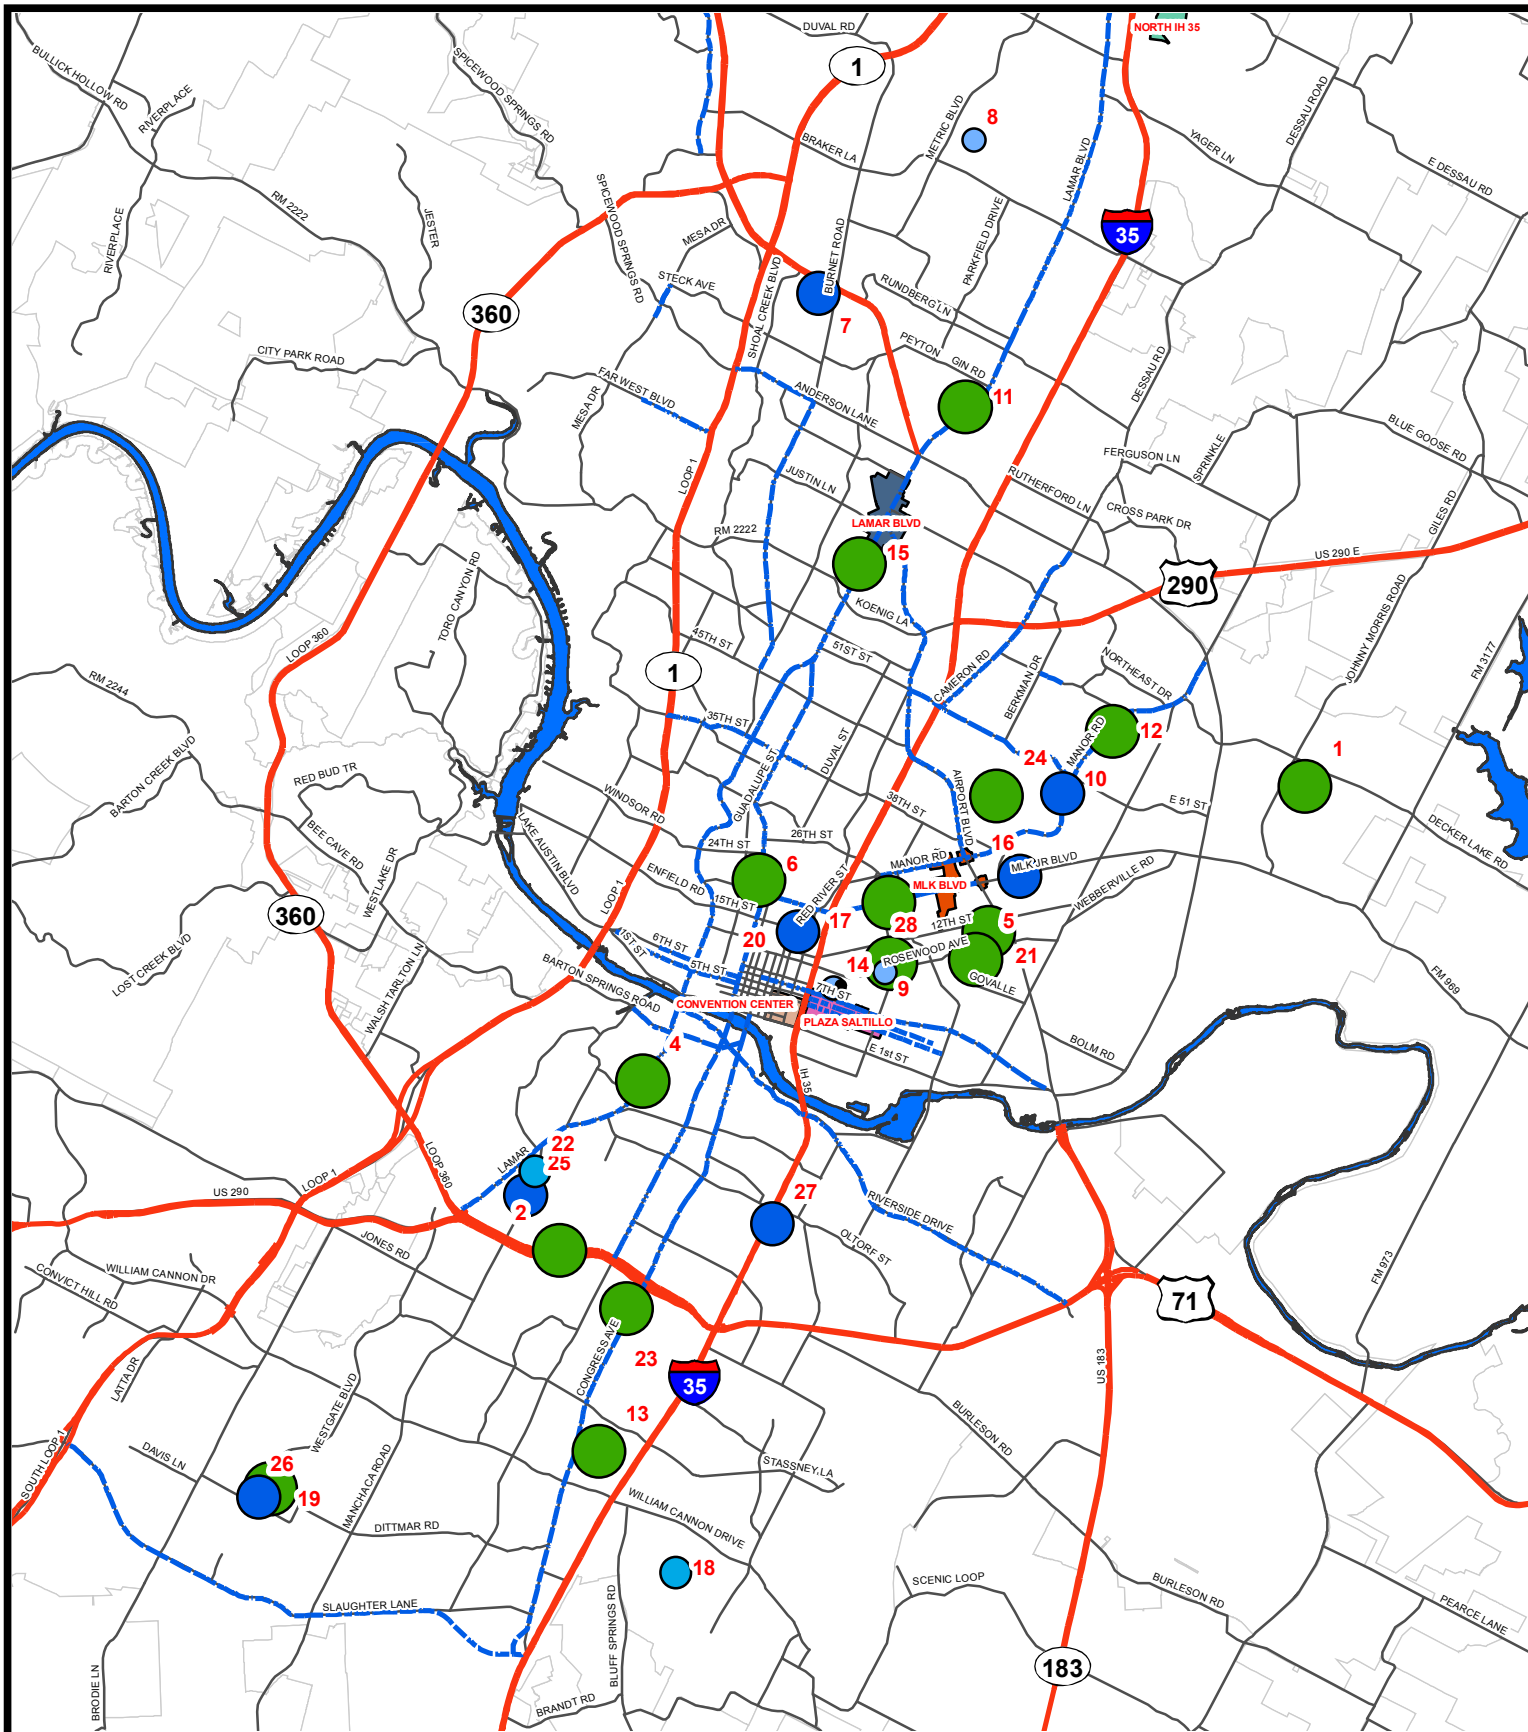 DUVAL RD
NORTH IH 35
BULLICK HOLLOW RD
RIVERPLACE
SPICEWOOD SPRINGS RD
1
8
METRIC BLVD
BRAKER LA
LAMAR BLVD
YAGER LN
DESSAU ROAD
E DESSAU RD
RM 2222
RIVERPLACE
JESTER
SPICEWOOD SPRINGS RD
MESA DR
PARKFIELD DRIVE
35
BURNET ROAD
SHOAL CREEK BLVD
STECK AVE
RUNDBERG LN
360
7
PEYTON GIN RD
CITY PARK ROAD
FAR WEST BLVD
MESA DR
ANDERSON LANE
11
DESSAU RD
BLUE GOOSE RD
FERGUSON LN
SPRINKLE
JUSTIN LN
LOOP 1
RUTHERFORD LN
CROSS PARK DR
GILES RD
LAMAR BLVD
RM 2222
15
US 290 E
290
TORO CANYON RD
KOENIG LA
JOHNNY MORRIS ROAD
LOOP 360
45TH ST
51ST ST
CAMERON RD
BERKMAN DR
NORTHEAST DR
FM 3177
1
RM 2244
35TH ST
GUADALUPE ST
DUVAL ST
MANOR RD
12
1
BARTON CREEK BLVD
RED BUD TR
24
10
WINDSOR RD
38TH ST
AIRPORT BLVD
E 51 ST
DECKER LAKE RD
BEE CAVE RD
LAKE AUSTIN BLVD
26TH ST
24TH ST
16
MANOR RD
MLK JR BLVD
WESTLAKE DR
6
ENFIELD RD
15TH ST
RED RIVER ST
MLK BLVD
WEBBERVILLE RD
360
LOOP 1
17
28
12TH ST
5
LOST CREEK BLVD
6TH ST
1ST ST
5TH ST
20
14
ROSEWOOD AVE
21
WALSH TARLTON LN
BARTON SPRINGS ROAD
7TH ST
9
GOVALLE
FM 969
CONVENTION CENTER
PLAZA SALTILLO
E 1st ST
BOLM RD
4
IH 35
LOOP 360
LAMAR
22
25
2
27
US 290
LOOP 1
RIVERSIDE DRIVE
OLTORF ST
JONES RD
WILLIAM CANNON DR
CONVICT HILL RD
FM 973
71
CONGRESS AVE
23
35
US 183
LATTA DR
WESTGATE BLVD
13
BURLESON RD
SOUTH LOOP 1
DAVIS LN
26
19
MANCHACA ROAD
STASSNEY LA
WILLIAM CANNON DRIVE
DITTMAR RD
18
SCENIC LOOP
BURLESON RD
PEARCE LANE
SLAUGHTER LANE
BLUFF SPRINGS RD
183
BRODIE LN
BRANDT RD